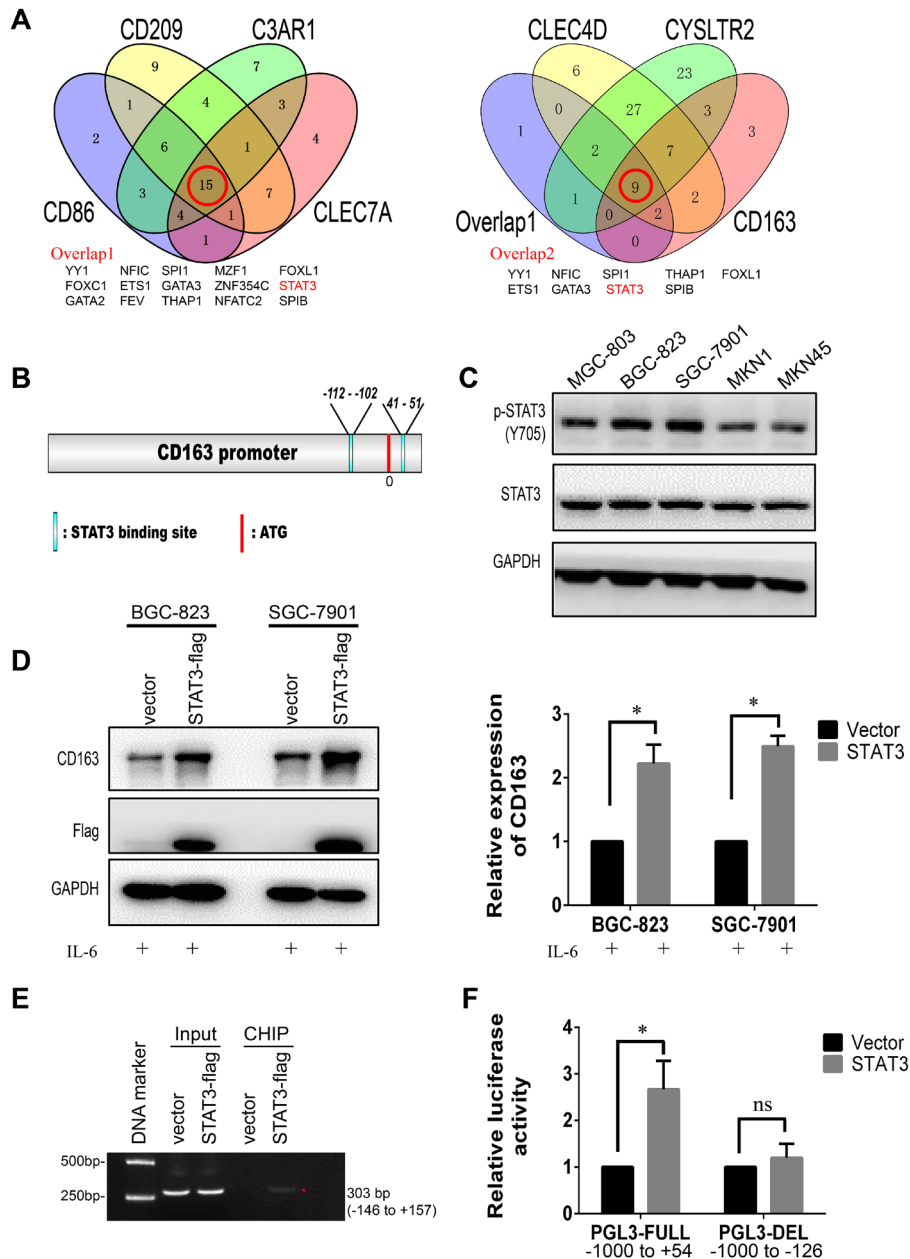 A
CD209 C3AR1
9 7
1 4 3
2 6 1 4
15
3 7
4 1
1
CD86 CLEC7A
Overlap1
YY1 NFIC SPI1 MZF1 FOXL1
FOXC1 ETS1 GATA3 ZNF354C STAT3
GATA2 FEV THAP1 NFATC2 SPIB
CLEC4D CYSLTR2
6 23
0 27 3
1 2 7 3
9
1 2
0 2
0
Overlap1 CD163
Overlap2
YY1 NFIC SPI1 THAP1 FOXL1
ETS1 GATA3 STAT3 SPIB
B
-112 - -102 41 - 51
CD163 promoter
0
: STAT3 binding site : ATG
C
MGC-803 BGC-823 SGC-7901 MKN1 MKN45
p-STAT3
(Y705)
STAT3
GAPDH
D
BGC-823 SGC-7901
vector STAT3-flag vector STAT3-flag
CD163
Flag
GAPDH
IL-6 + + + +
Relative expression
of CD163
3
2
1
0
* *
Vector
STAT3
BGC-823 SGC-7901
IL-6 + + + +
E
Input CHIP
DNA marker vector STAT3-flag vector STAT3-flag
500bp-
250bp-
*
303 bp
(-146 to +157)
F
Relative luciferase
activity
4
3
2
1
0
* ns
Vector
STAT3
PGL3-FULL PGL3-DEL
-1000 to +54 -1000 to -126